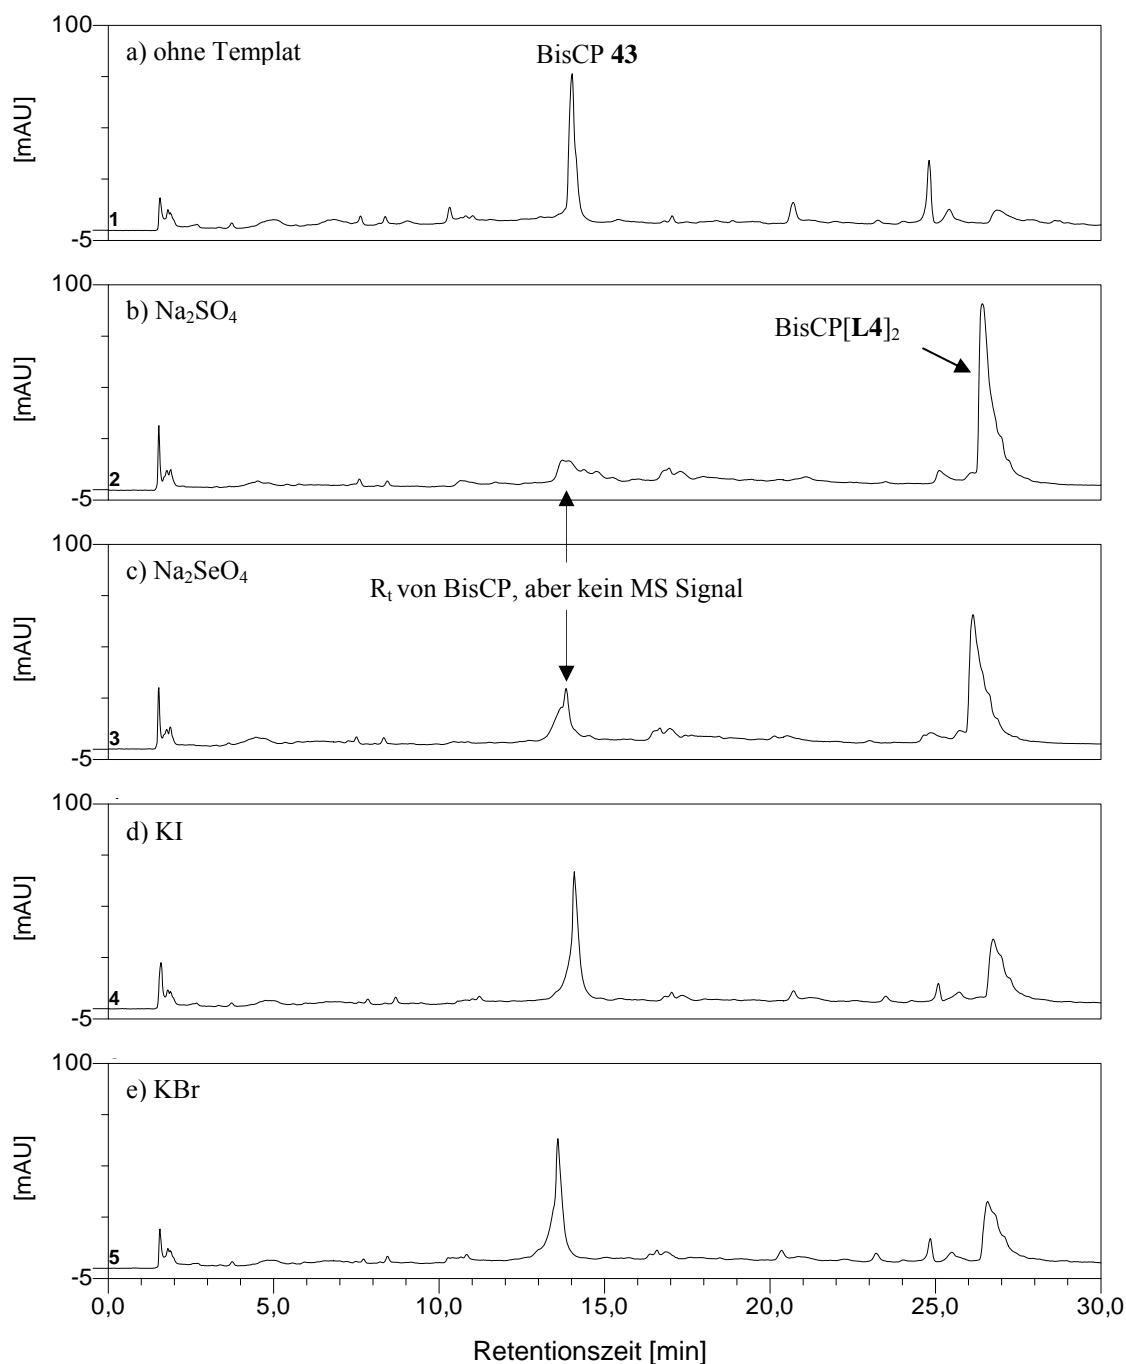 100
a) ohne Templat
BisCP 43
[mAU]
1
-5
100
b) Na₂SO₄
BisCP[L4]₂
[mAU]
2
-5
100
c) Na₂SeO₄
Rₜ von BisCP, aber kein MS Signal
[mAU]
3
-5
100
d) KI
[mAU]
4
-5
100
e) KBr
[mAU]
5
-5
0,0 5,0 10,0 15,0 20,0 25,0 30,0
Retentionszeit [min]